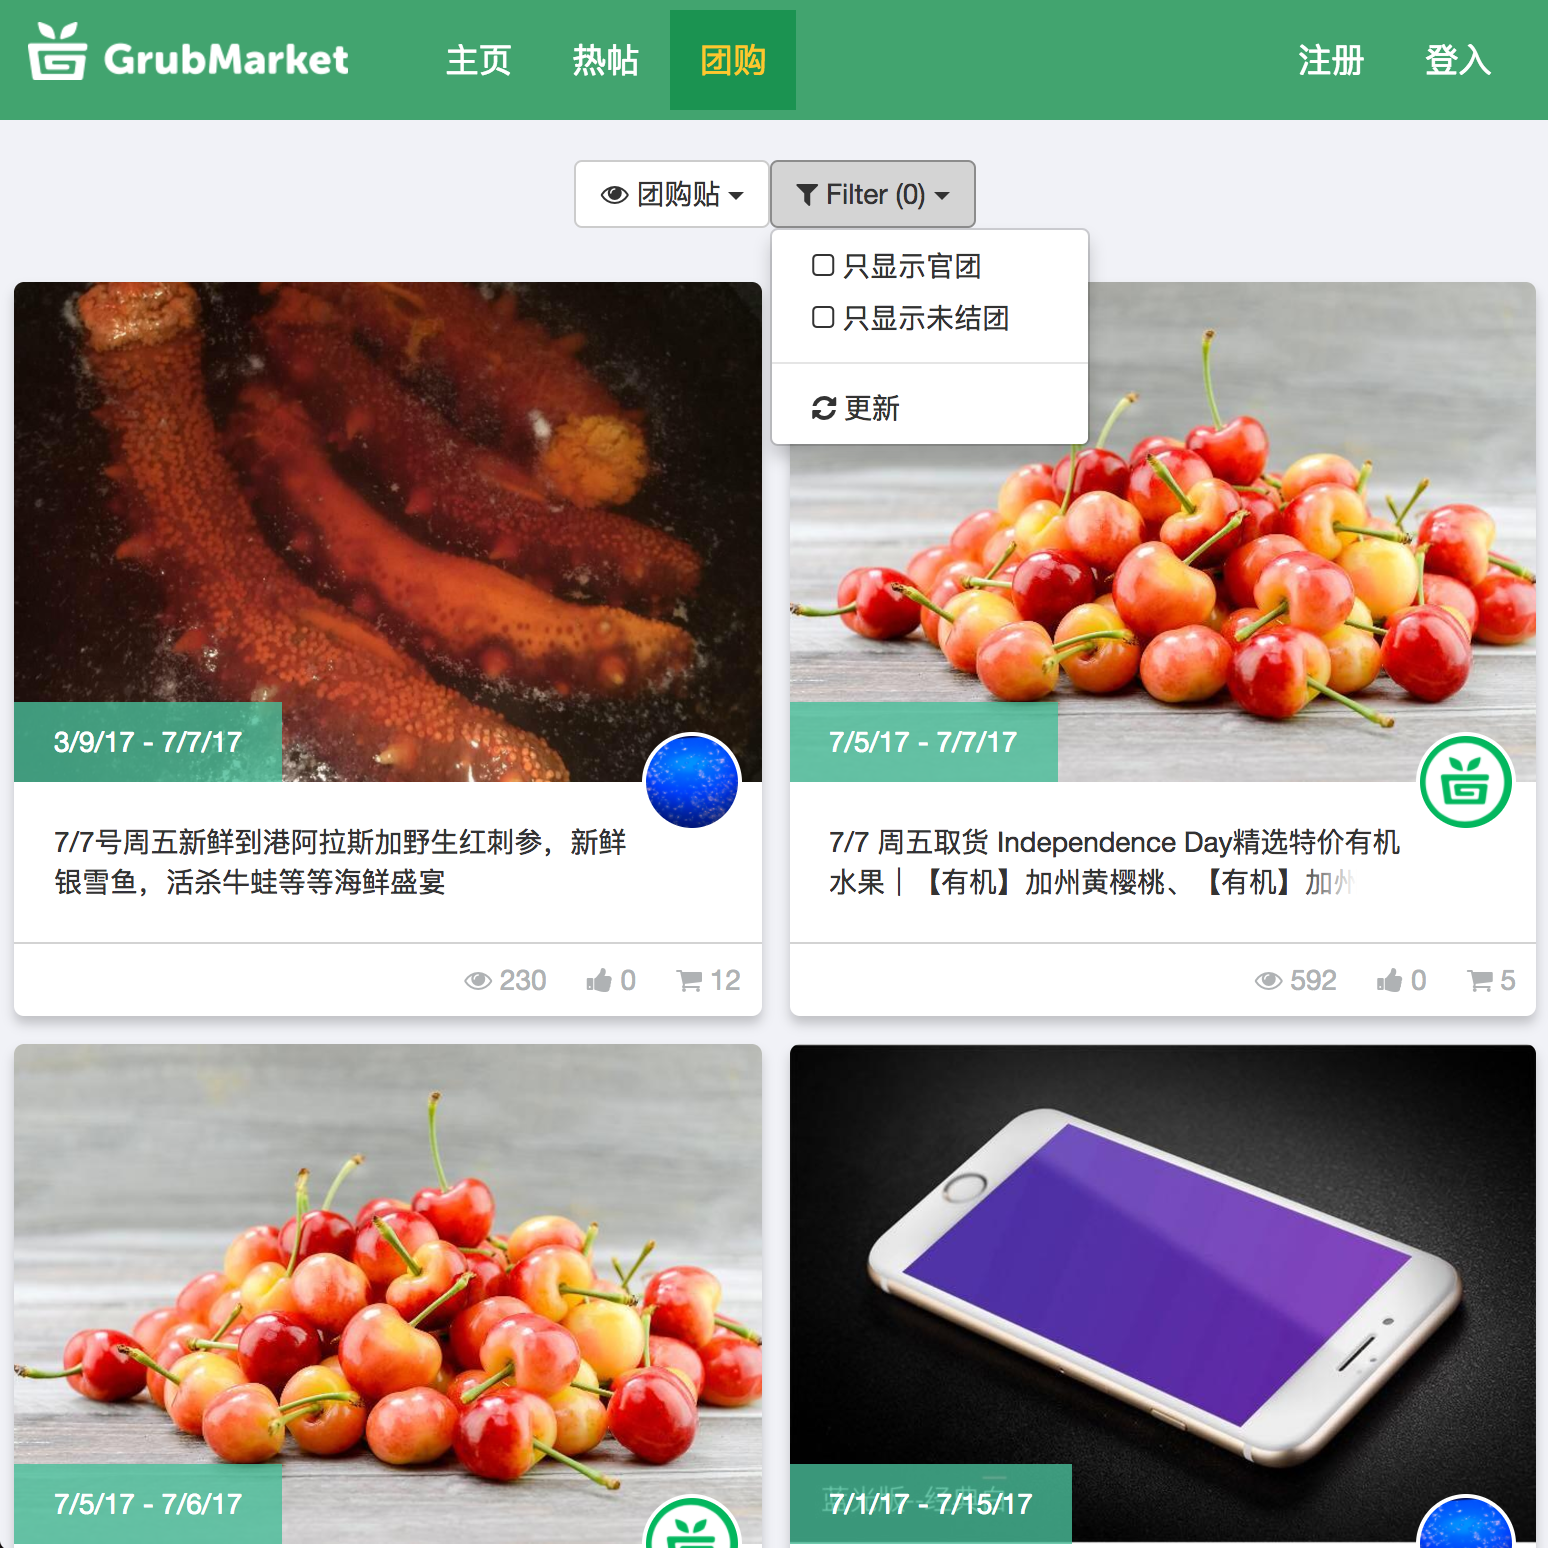 GrubMarket
主页
热帖
团购
注册
登入
团购贴
Filter (0)
只显示官团
只显示未结团
更新
3/9/17 - 7/7/17
7/7号周五新鲜到港阿拉斯加野生红刺参，新鲜
银雪鱼，活杀牛蛙等等海鲜盛宴
230
0
12
7/5/17 - 7/7/17
7/7 周五取货 Independence Day精选特价有机
水果｜【有机】加州黄樱桃、【有机】加州
592
0
5
7/5/17 - 7/6/17
7/1/17 - 7/15/17